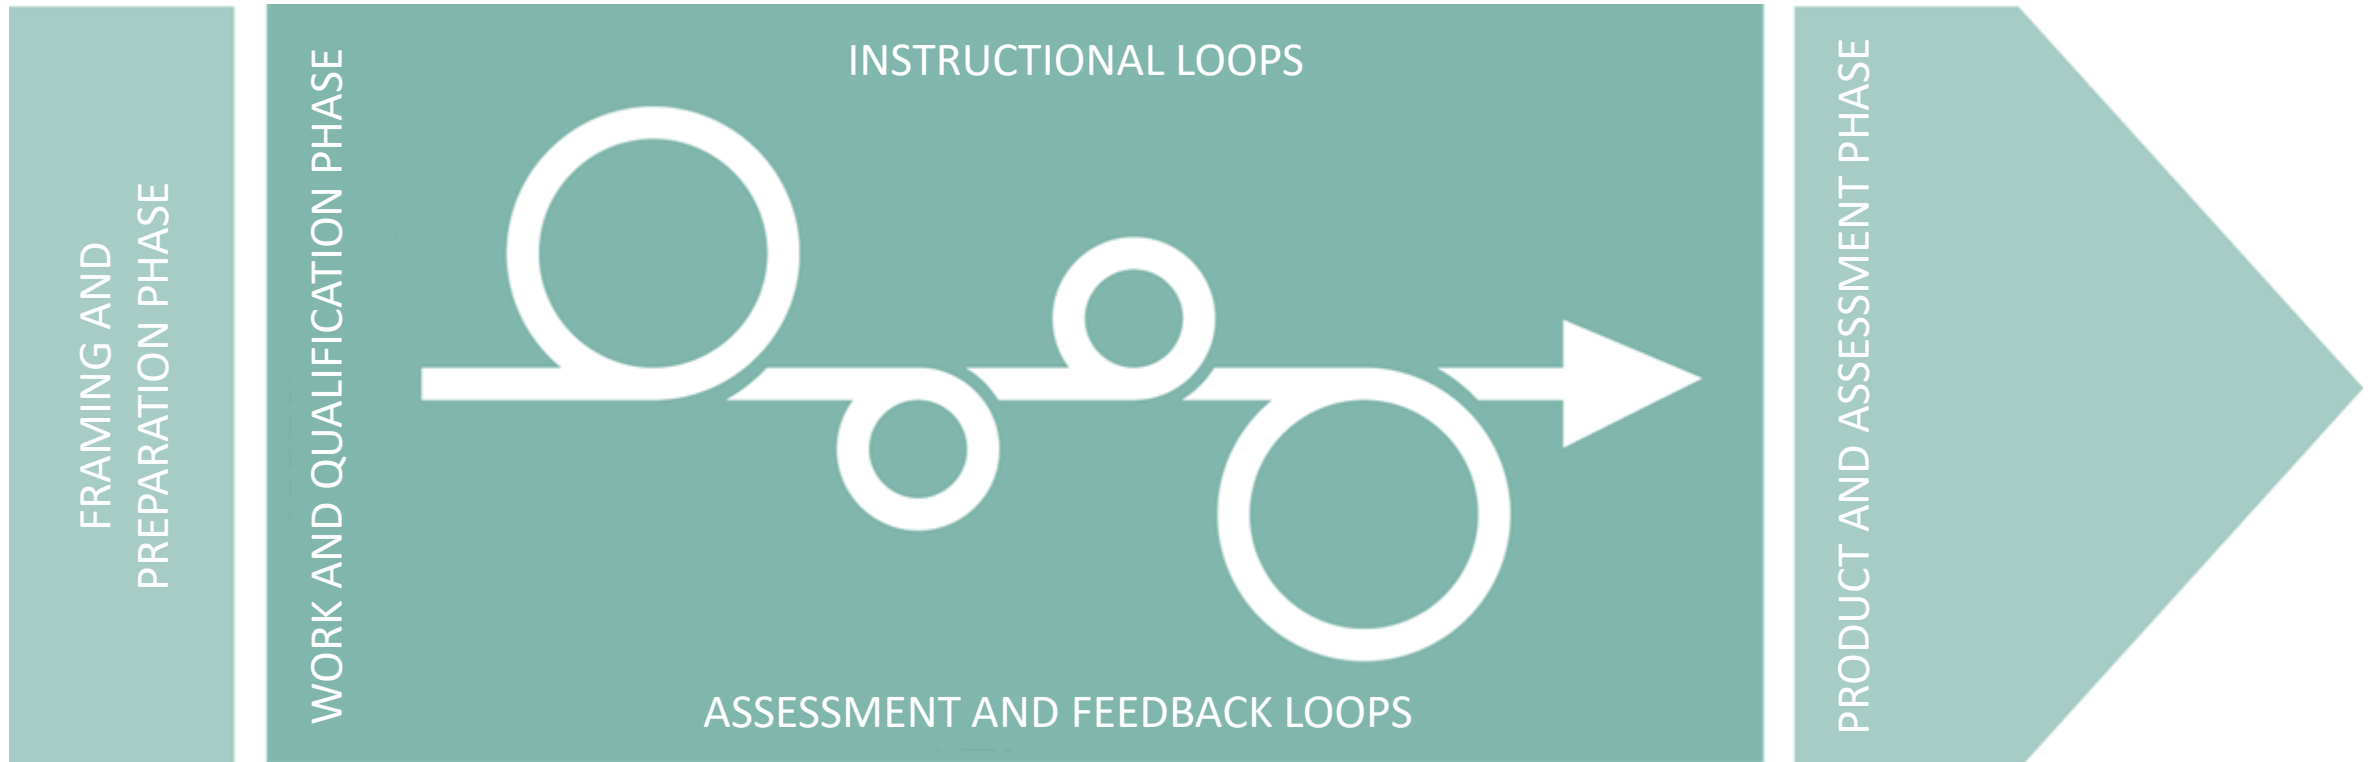 FRAMING AND
PREPARATION PHASE
WORK AND QUALIFICATION PHASE
INSTRUCTIONAL LOOPS
ASSESSMENT AND FEEDBACK LOOPS
PRODUCT AND ASSESSMENT PHASE